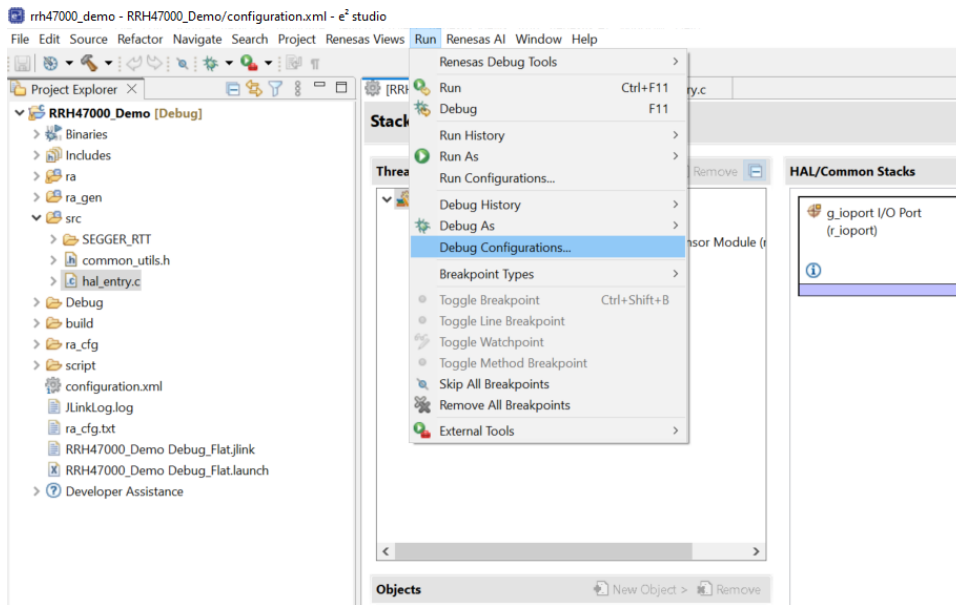 rrh47000_demo - RRH47000_Demo/configuration.xml - e² studio
File Edit Source Refactor Navigate Search Project Renesas Views Run Renesas AI Window Help
Project Explorer
RRH47000_Demo [Debug]
Binaries
Includes
ra
ra_gen
src
SEGGER_RTT
common_utils.h
hal_entry.c
Debug
build
ra_cfg
script
configuration.xml
JLinkLog.log
ra_cfg.txt
RRH47000_Demo Debug_Flat.jlink
RRH47000_Demo Debug_Flat.launch
Developer Assistance
Renesas Debug Tools
Run Ctrl+F11
Debug F11
Run History
Run As
Run Configurations...
Debug History
Debug As
Debug Configurations...
Breakpoint Types
Toggle Breakpoint Ctrl+Shift+B
Toggle Line Breakpoint
Toggle Watchpoint
Toggle Method Breakpoint
Skip All Breakpoints
Remove All Breakpoints
External Tools
[RRH
ry.c
Stack
Threa
Remove
nsor Module (r
HAL/Common Stacks
g_ioport I/O Port
(r_ioport)
Objects
New Object > Remove